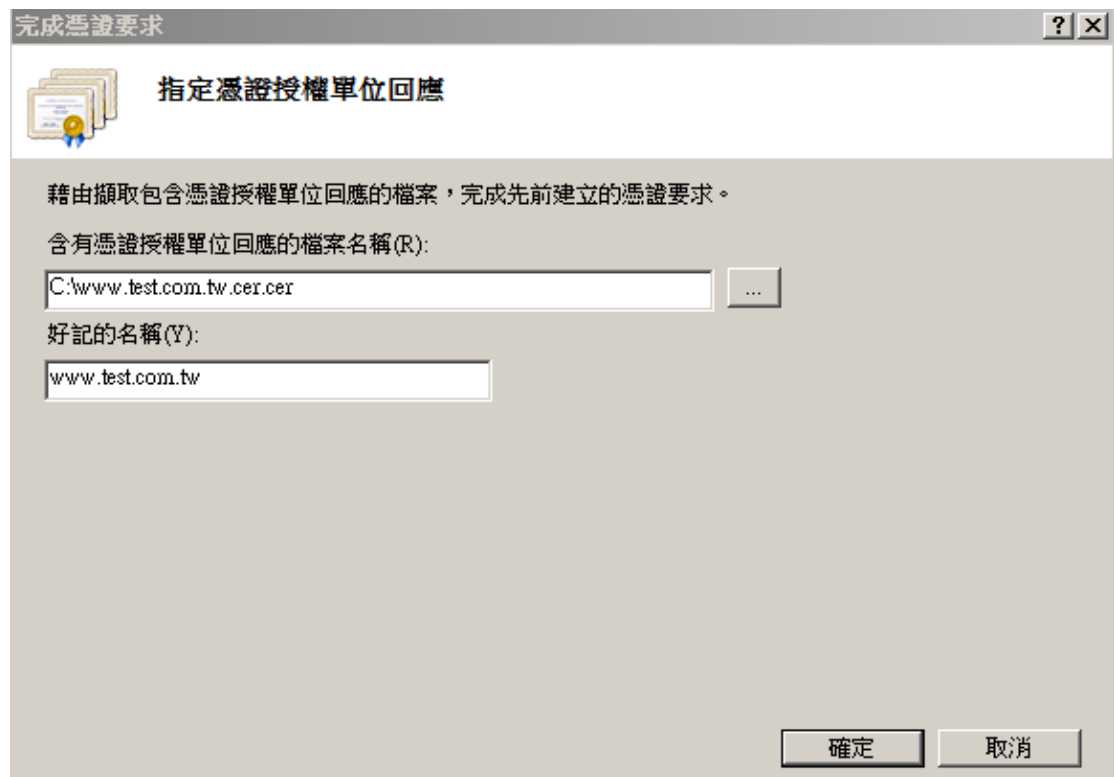 完成憑證要求
指定憑證授權單位回應
藉由擷取包含憑證授權單位回應的檔案，完成先前建立的憑證要求。
含有憑證授權單位回應的檔案名稱(R):
C:\www.test.com.tw.cer.cer
...
好記的名稱(Y):
www.test.com.tw
確定
取消